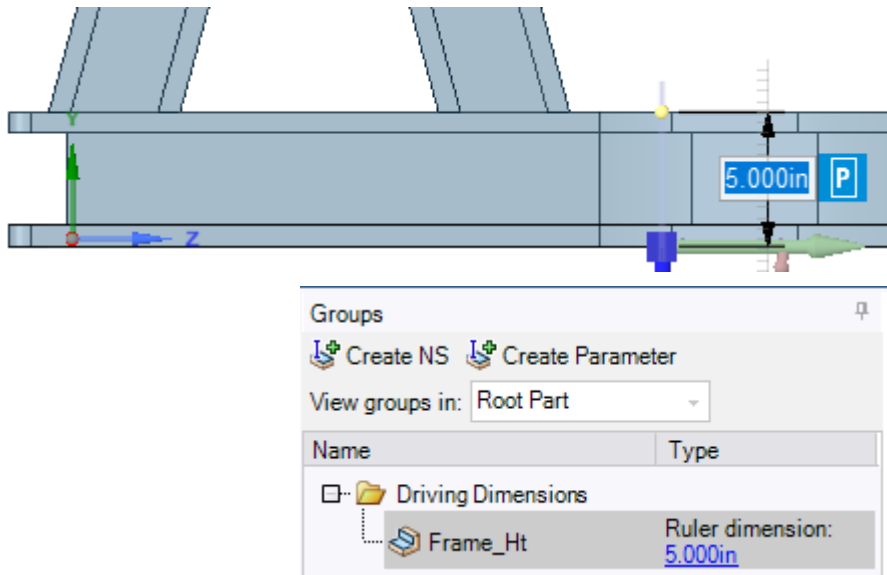 Y
5.000in P
Z
Groups
Create NS Create Parameter
View groups in: Root Part
Name Type
Driving Dimensions
Frame_Ht Ruler dimension:
5.000in